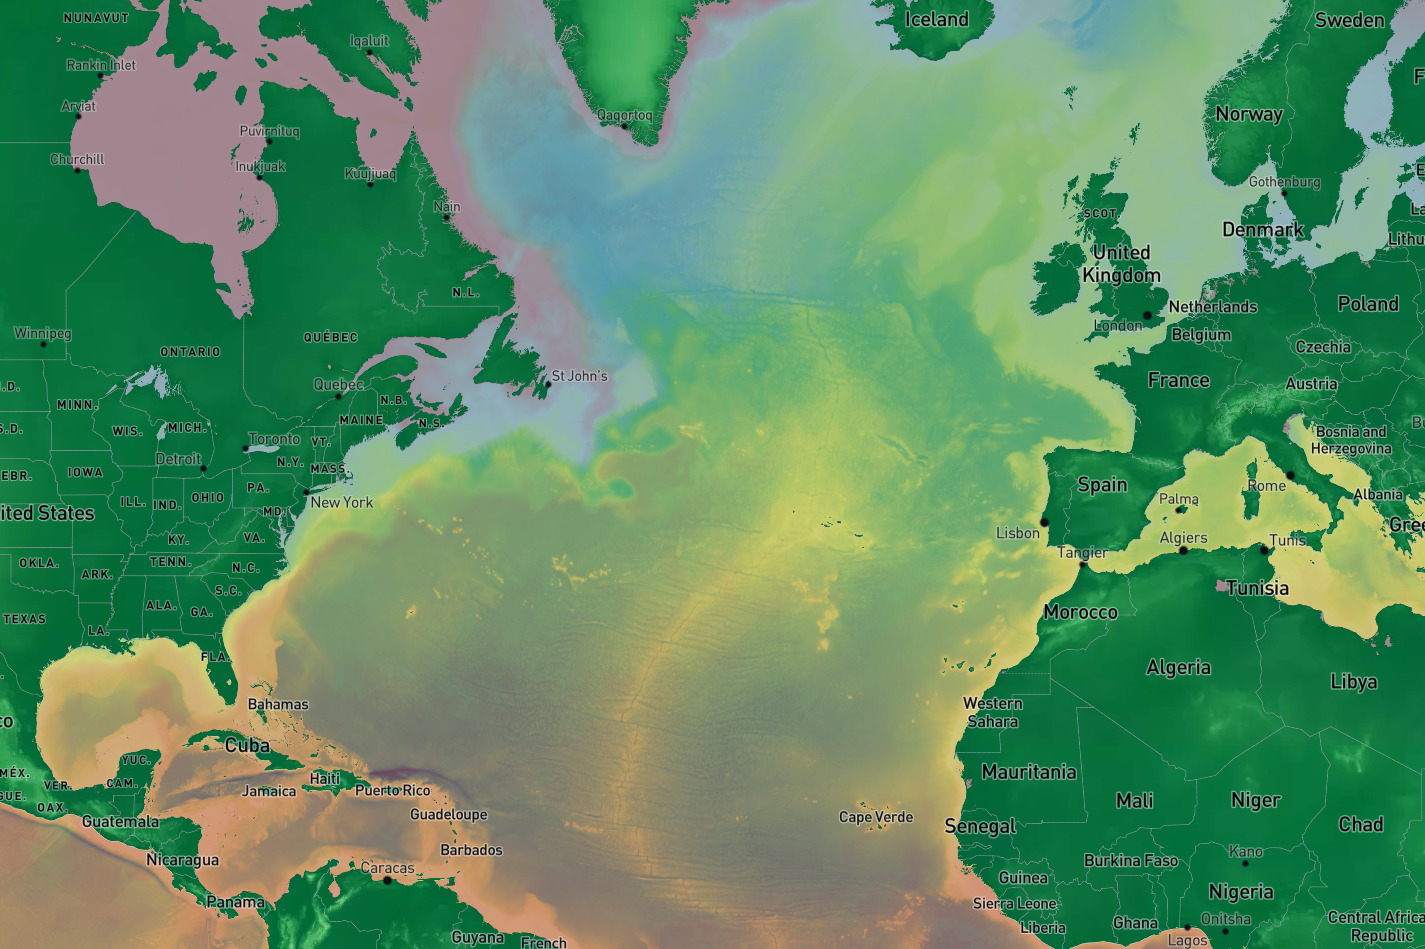 NUNAVUT
Iceland
Sweden
Iqaluit
Rankin Inlet
Arviat
Qaqortoq
Norway
Puvirnituq
Churchill
Inukjuak
Kuujjuaq
Gothenburg
Nain
SCOT.
Denmark
Lithu
United
Kingdom
N.L.
Netherlands
Poland
London
Belgium
Winnipeg
QUÉBEC
ONTARIO
Czechia
St John's
France
Austria
Quebec
N.B.
.D.
MINN.
MAINE
N.S.
S.D.
WIS.
MICH.
Toronto
VT.
Bosnia and
Herzegovina
Detroit
N.Y.
MASS.
EBR.
IOWA
PA.
Spain
Rome
Palma
Albania
ILL.
IND.
OHIO
New York
ited States
MD.
Gree
Lisbon
KY.
VA.
Algiers
Tunis
Tangier
OKLA.
TENN.
ARK.
N.C.
S.C.
Tunisia
ALA.
GA.
Morocco
TEXAS
LA.
FLA.
Algeria
Libya
Bahamas
Western
Sahara
CO
Cuba
YUC.
MÉX.
VER.
CAM.
Haiti
Jamaica
Puerto Rico
Mauritania
GUE.
OAX.
Mali
Niger
Guadeloupe
Cape Verde
Guatemala
Senegal
Chad
Barbados
Nicaragua
Burkina Faso
Kano
Caracas
Guinea
Nigeria
Panama
Sierra Leone
Ghana
Onitsha
Central Africa
Republic
Liberia
Guyana
French
Lagos